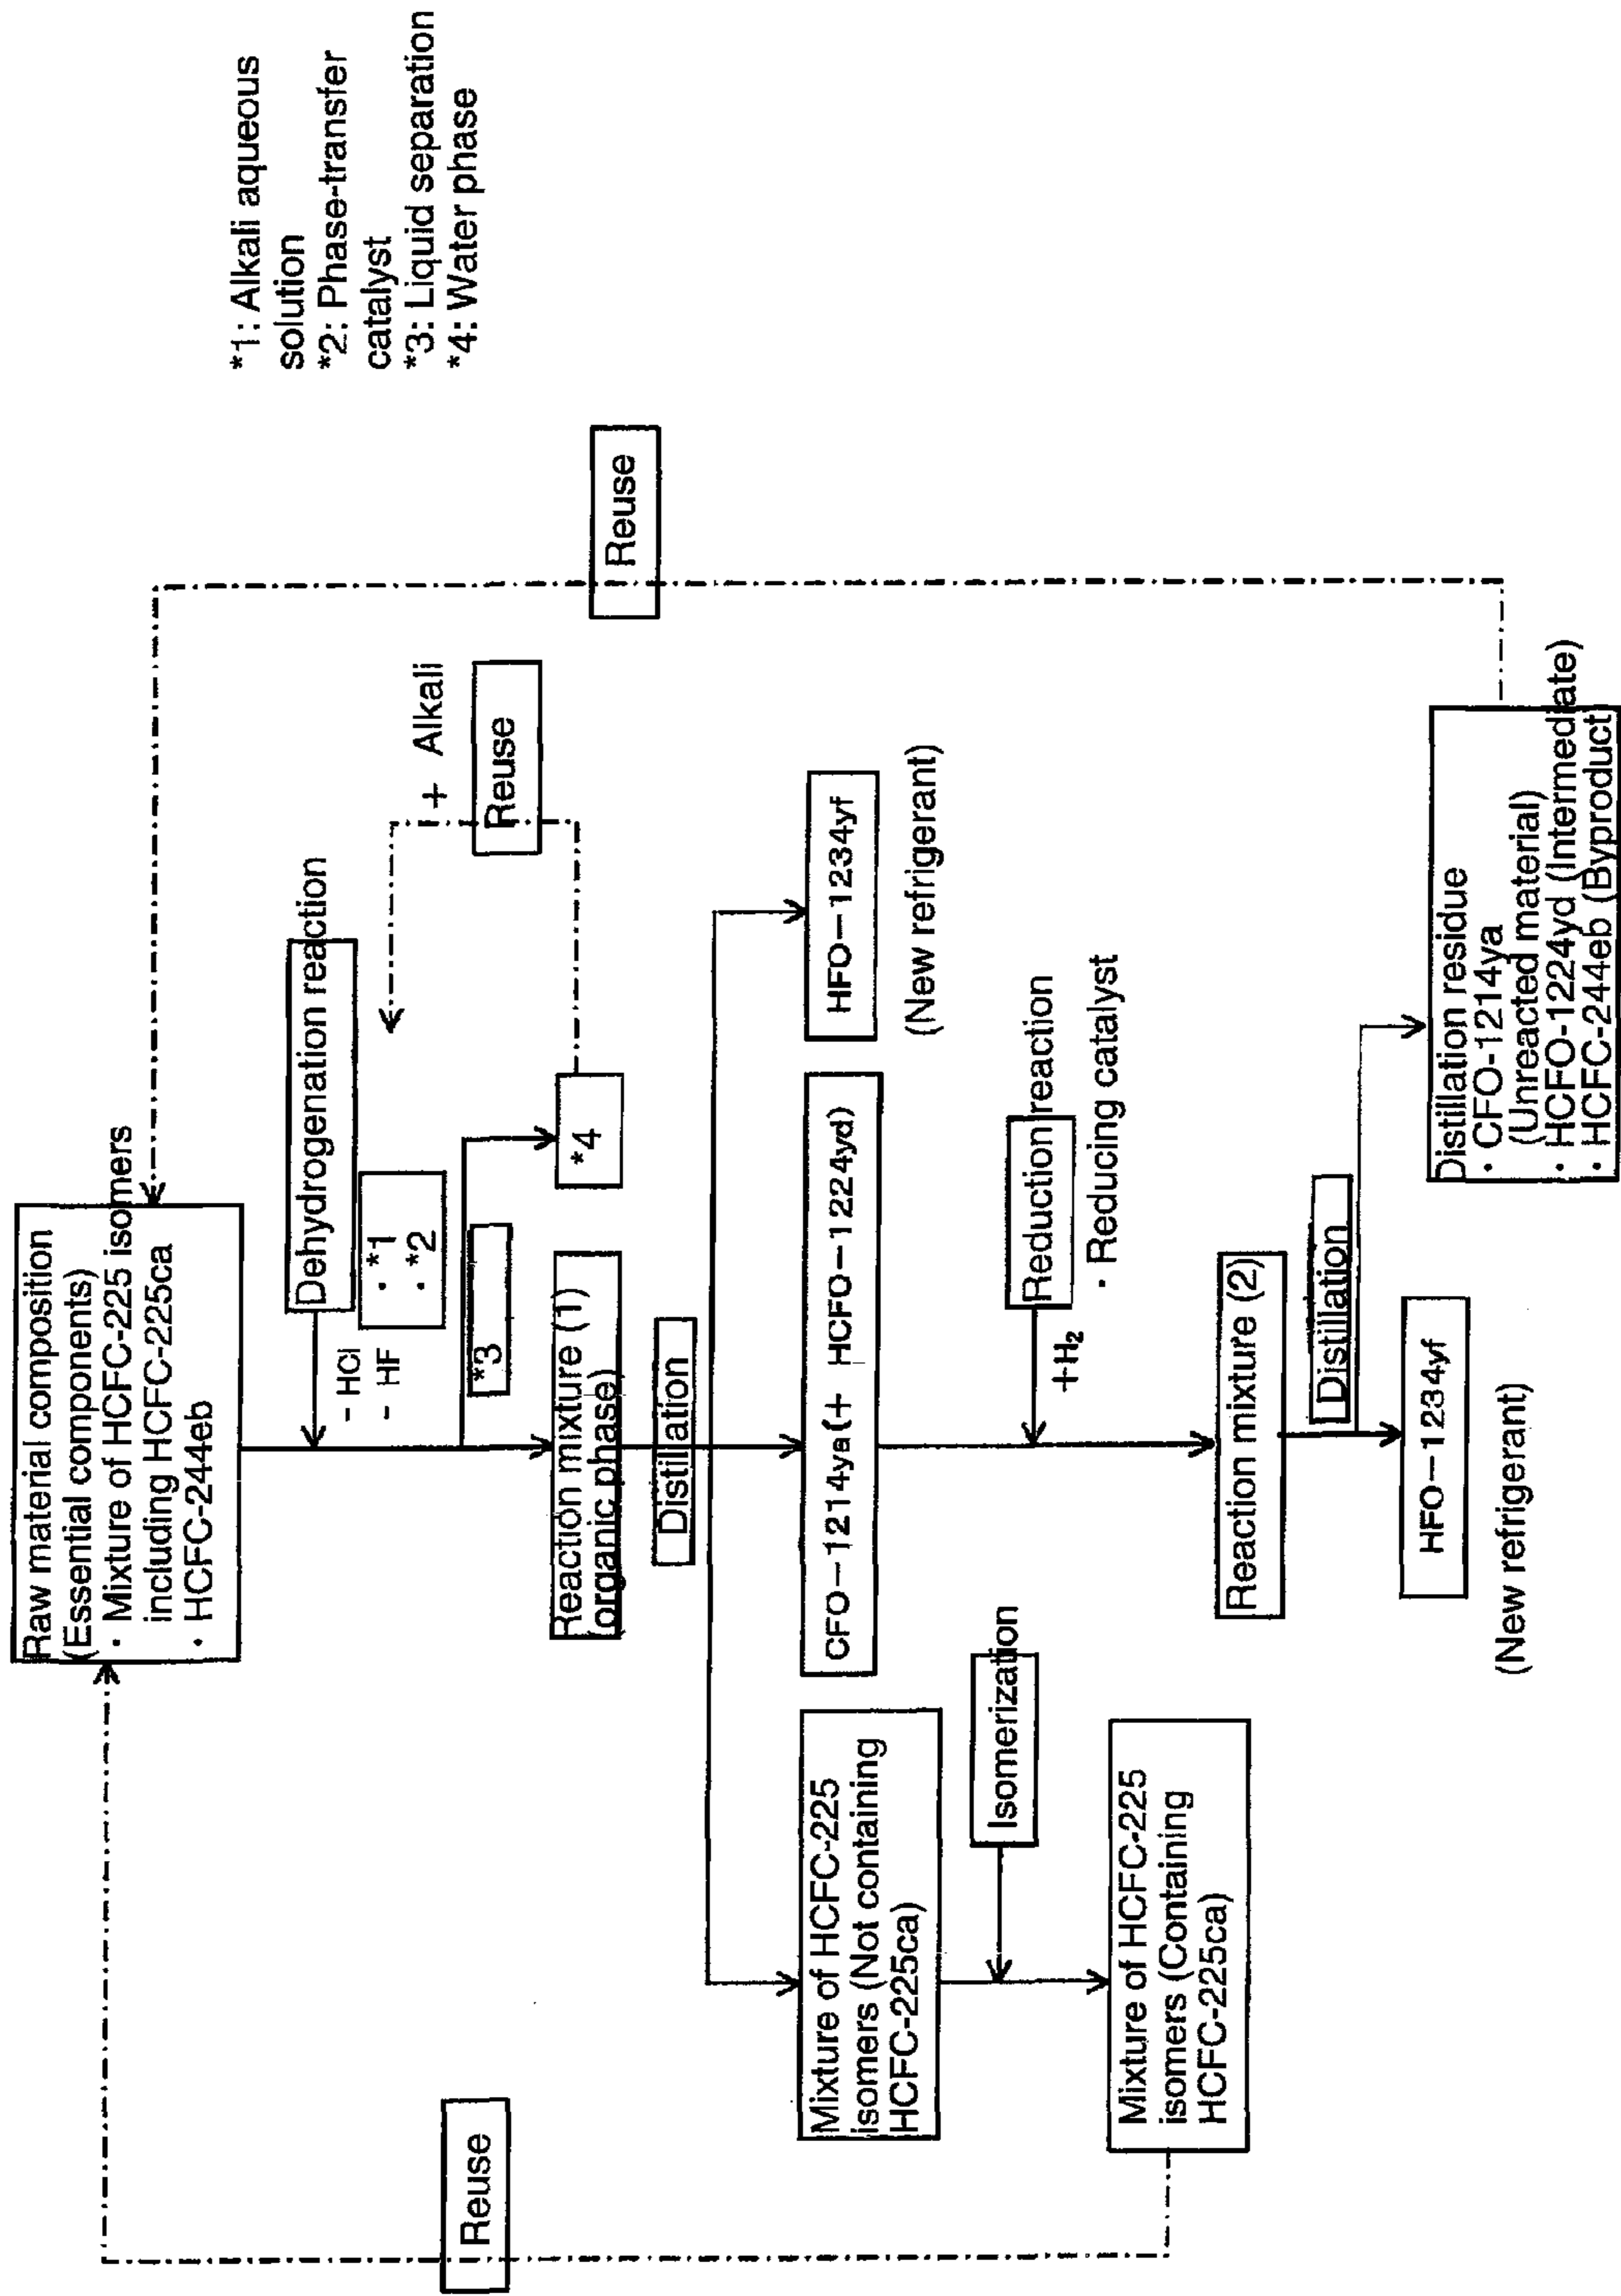 Raw material composition
(Essential components)
・ Mixture of HCFC-225 isomers
including HCFC-225ca
・ HCFC-244eb
*1: Alkali aqueous
solution
*2: Phase-transfer
catalyst
*3: Liquid separation
*4: Water phase
Dehydrogenation reaction
- HCl
- HF
・ *1
・ *2
+ Alkali
Reuse
*3
*4
Reuse
Reuse
Reaction mixture (1)
(organic phase)
Distillation
Mixture of HCFC-225
isomers (Not containing
HCFC-225ca)
CFO-1214ya(+ HCFO-1224yd)
HFO-1234yf
(New refrigerant)
Isomerization
+H₂
Reduction reaction
・ Reducing catalyst
Mixture of HCFC-225
isomers (Containing
HCFC-225ca)
Reaction mixture (2)
Distillation
HFO-1234yf
(New refrigerant)
Distillation residue
・ CFO-1214ya
(Unreacted material)
・ HCFO-1224yd (Intermediate)
・ HCFC-244eb (Byproduct